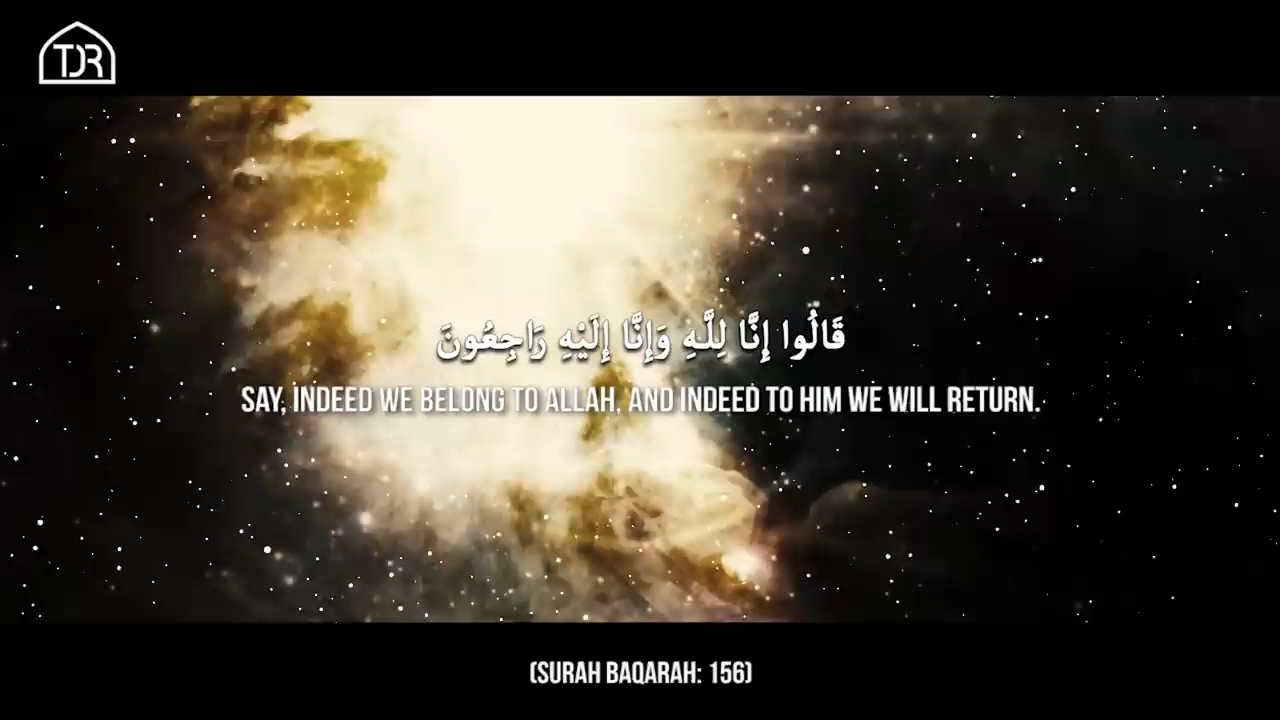 TDR
قَالُوا إِنَّا لِلَّـهِ وَإِنَّا إِلَيْهِ رَاجِعُونَ
SAY, INDEED WE BELONG TO ALLAH, AND INDEED TO HIM WE WILL RETURN.
(SURAH BAQARAH: 156)